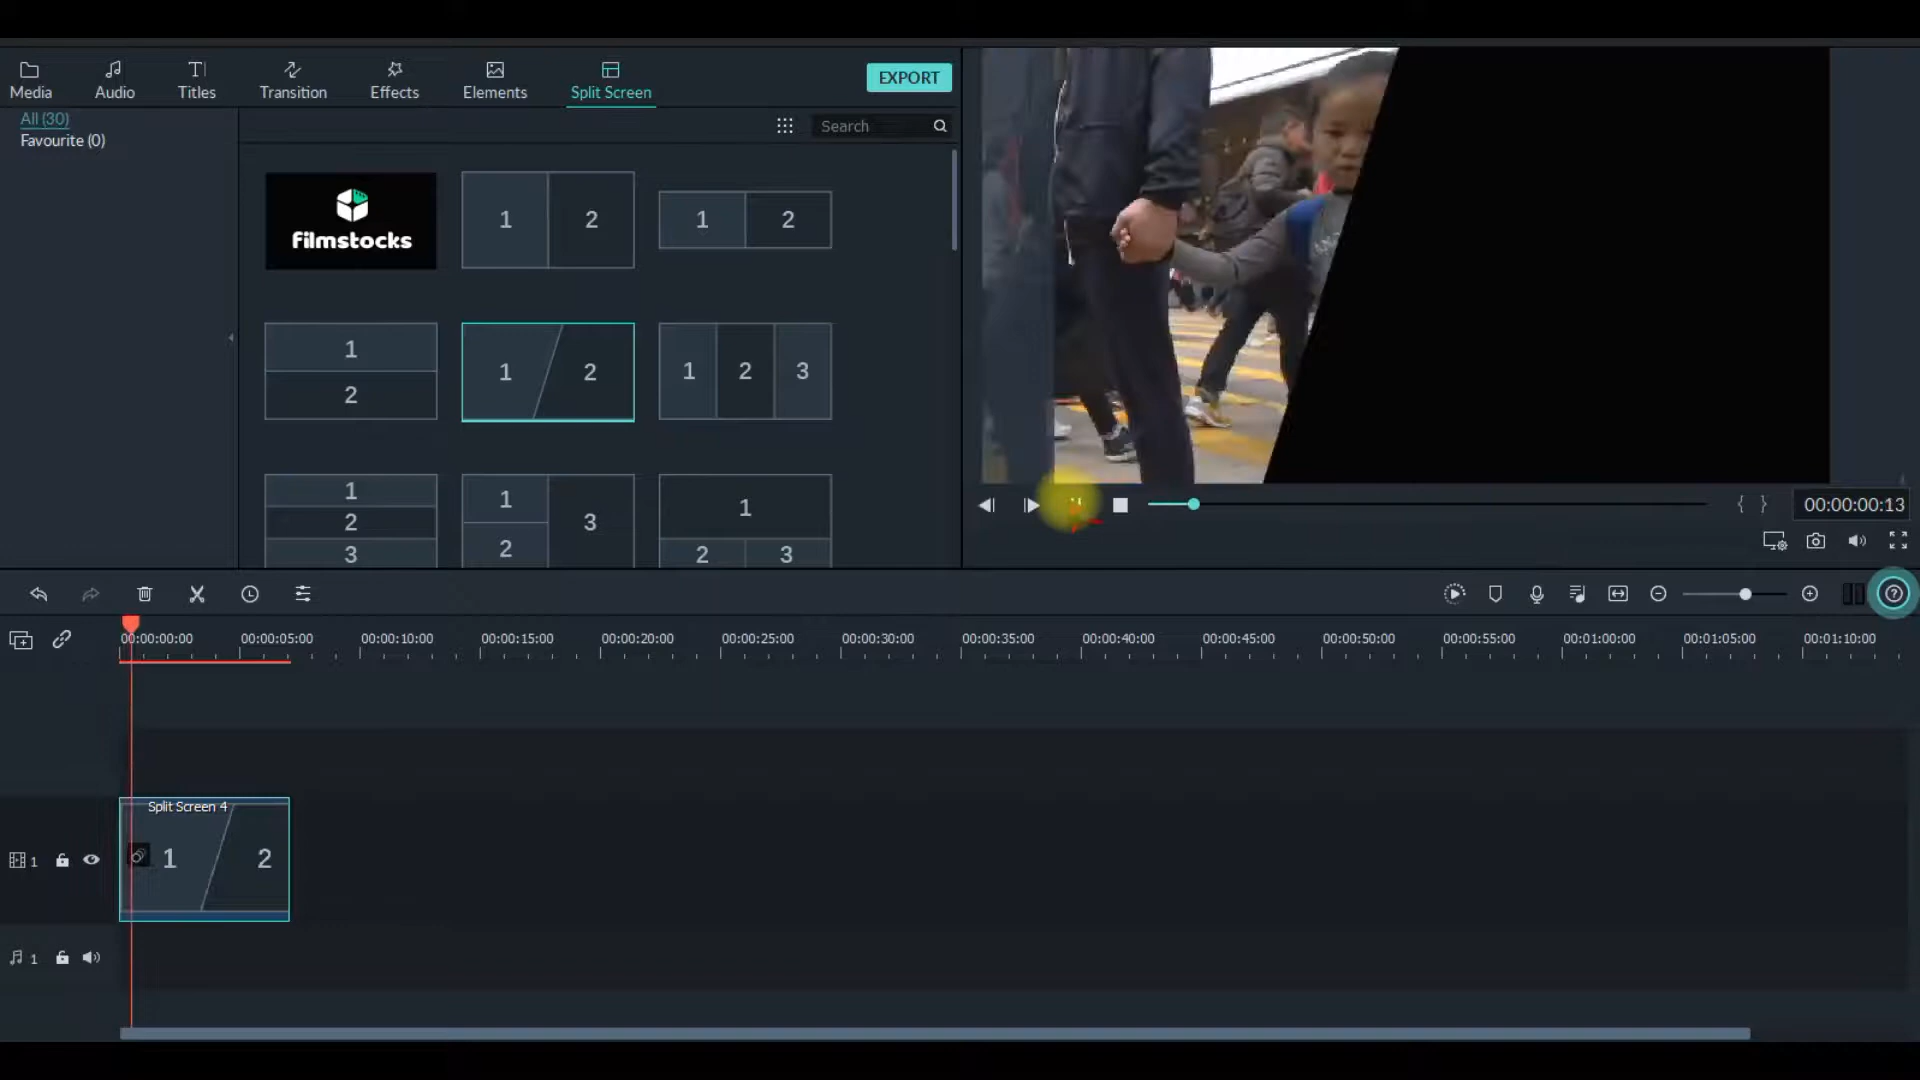 Media
Audio
Titles
Transition
Effects
Elements
Split Screen
EXPORT
All (30)
Favourite (0)
Search
filmstocks
1 2
1 2
1
2
1 2
1 2 3
1
2
3
1
2
3
1
2 3
{ }
00:00:00:13
00:00:00:00
00:00:05:00
00:00:10:00
00:00:15:00
00:00:20:00
00:00:25:00
00:00:30:00
00:00:35:00
00:00:40:00
00:00:45:00
00:00:50:00
00:00:55:00
00:01:00:00
00:01:05:00
00:01:10:00
Split Screen 4
1 2
1
1